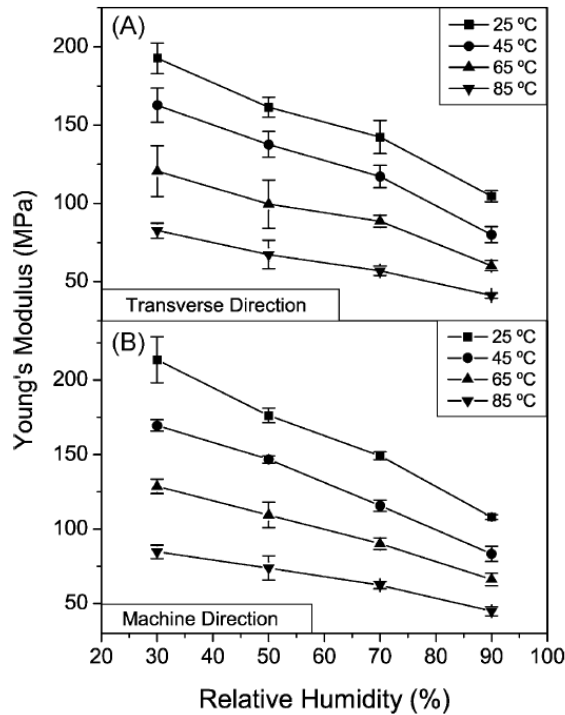 (A)
25 ºC
45 ºC
65 ºC
85 ºC
200
150
100
50
Transverse Direction
Young's Modulus (MPa)
(B)
25 ºC
45 ºC
65 ºC
85 ºC
200
150
100
50
Machine Direction
20 30 40 50 60 70 80 90 100
Relative Humidity (%)